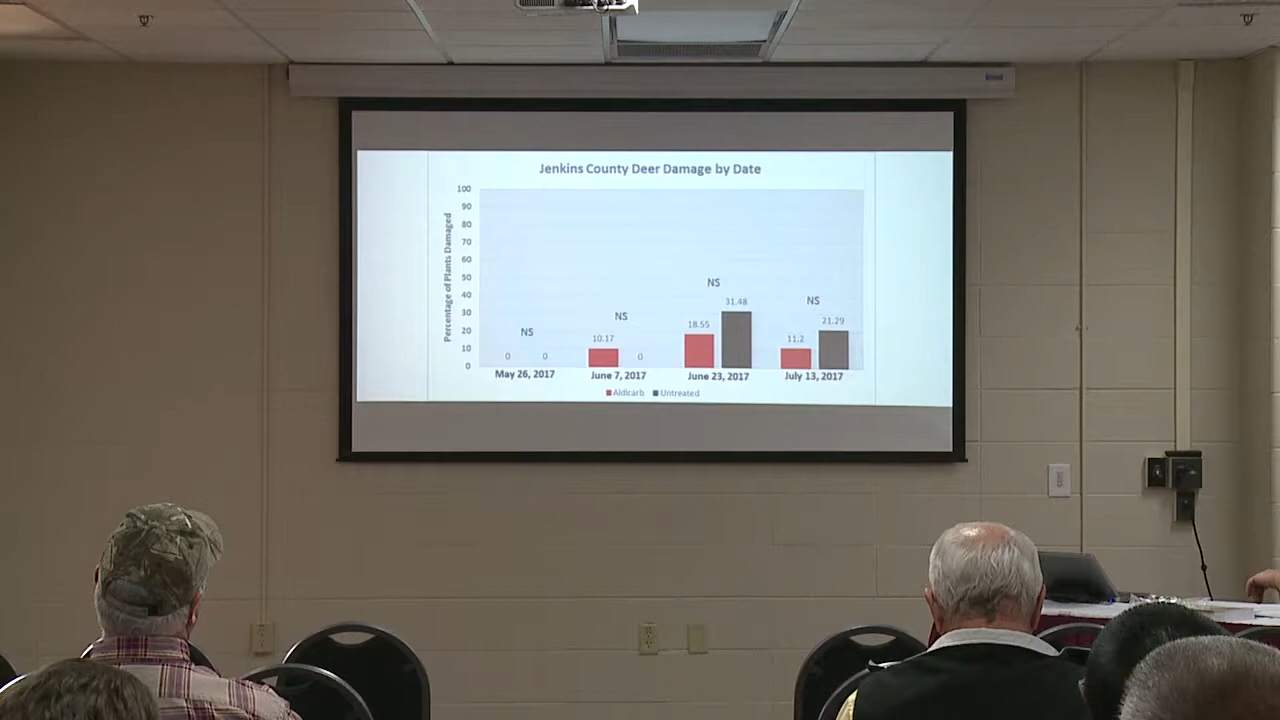 Jenkins County Deer Damage by Date
Percentage of Plants Damaged
100
90
80
70
60
50
40
30
20
10
0
NS
0
0
NS
10.17
0
NS
18.55
31.48
NS
11.2
21.29
May 26, 2017
June 7, 2017
June 23, 2017
July 13, 2017
Aldicarb
Untreated